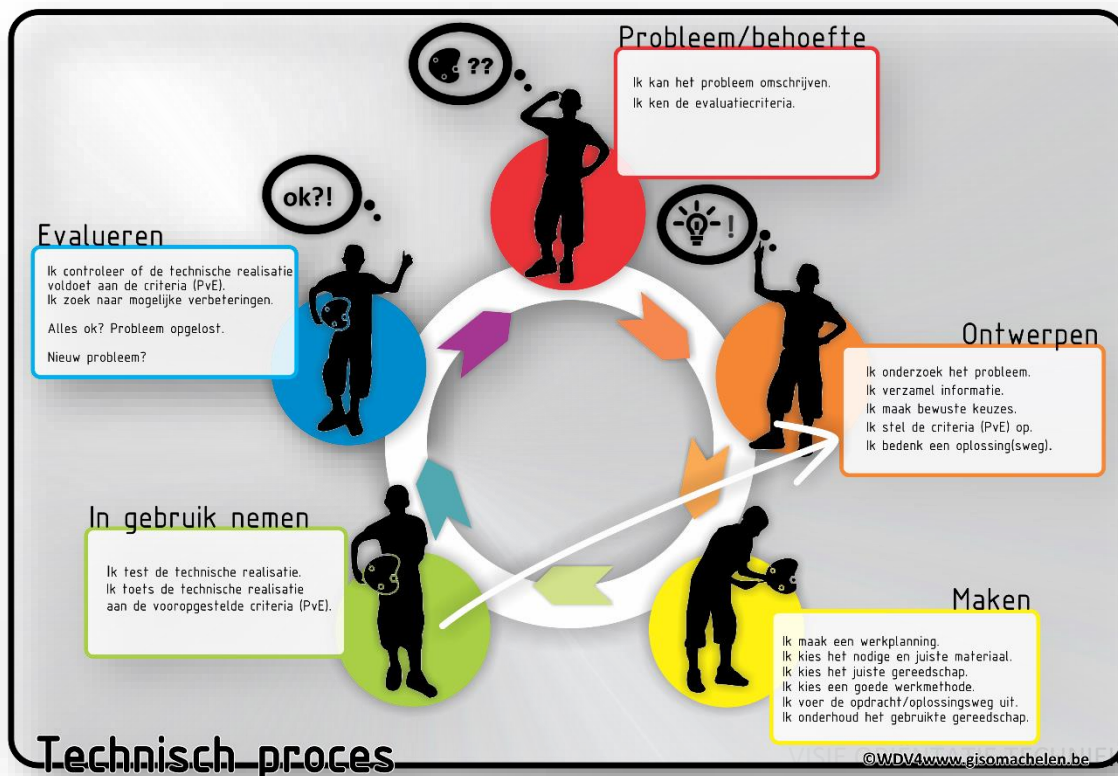 Probleem/behoefte
??
Ik kan het probleem omschrijven.
Ik ken de evaluatiecriteria.
!
Ontwerpen
Ik onderzoek het probleem.
Ik verzamel informatie.
Ik maak bewuste keuzes.
Ik stel de criteria (PvE) op.
Ik bedenk een oplossing(sweg).
Maken
Ik maak een werkplanning.
Ik kies het nodige en juiste materiaal.
Ik kies het juiste gereedschap.
Ik kies een goede werkmethode.
Ik voer de opdracht/oplossingsweg uit.
Ik onderhoud het gebruikte gereedschap.
In gebruik nemen
Ik test de technische realisatie.
Ik toets de technische realisatie
aan de vooropgestelde criteria (PvE).
ok?!
Evalueren
Ik controleer of de technische realisatie
voldoet aan de criteria (PvE).
Ik zoek naar mogelijke verbeteringen.
Alles ok? Probleem opgelost.
Nieuw probleem?
Technisch proces
VISIE ORIENTATIE TECHNIEK
©WDV4www.gisomachelen.be